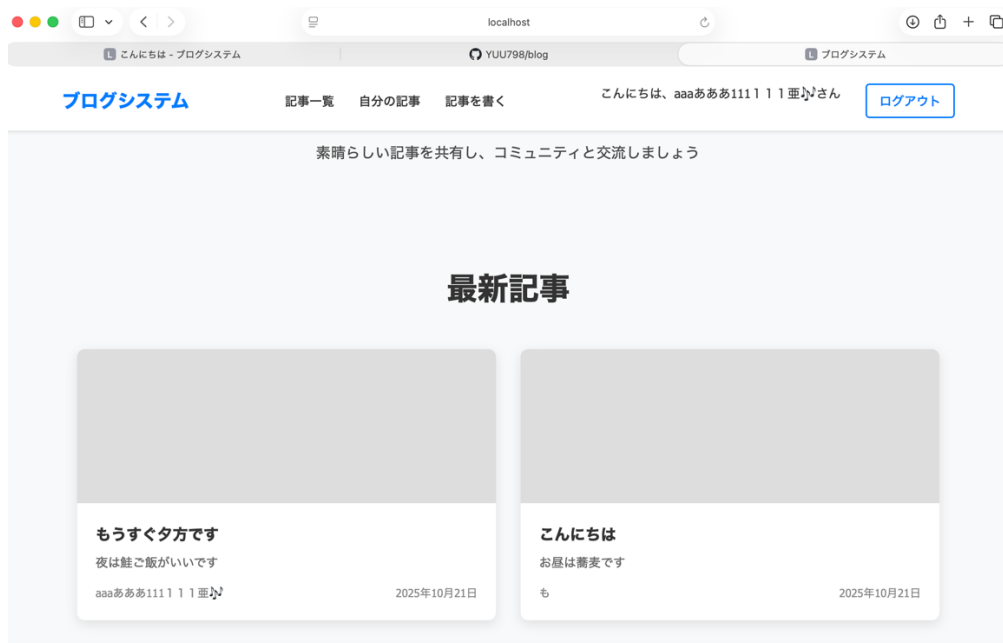 localhost
L こんにちは - ブログシステム
YUU798/blog
L ブログシステム
ブログシステム
記事一覧 自分の記事 記事を書く
こんにちは、aaaあああ111１１１亜🎶さん
ログアウト
素晴らしい記事を共有し、コミュニティと交流しましょう
最新記事
もうすぐ夕方です
夜は鮭ご飯がいいです
aaaあああ111１１１亜🎶 2025年10月21日
こんにちは
お昼は蕎麦です
も 2025年10月21日